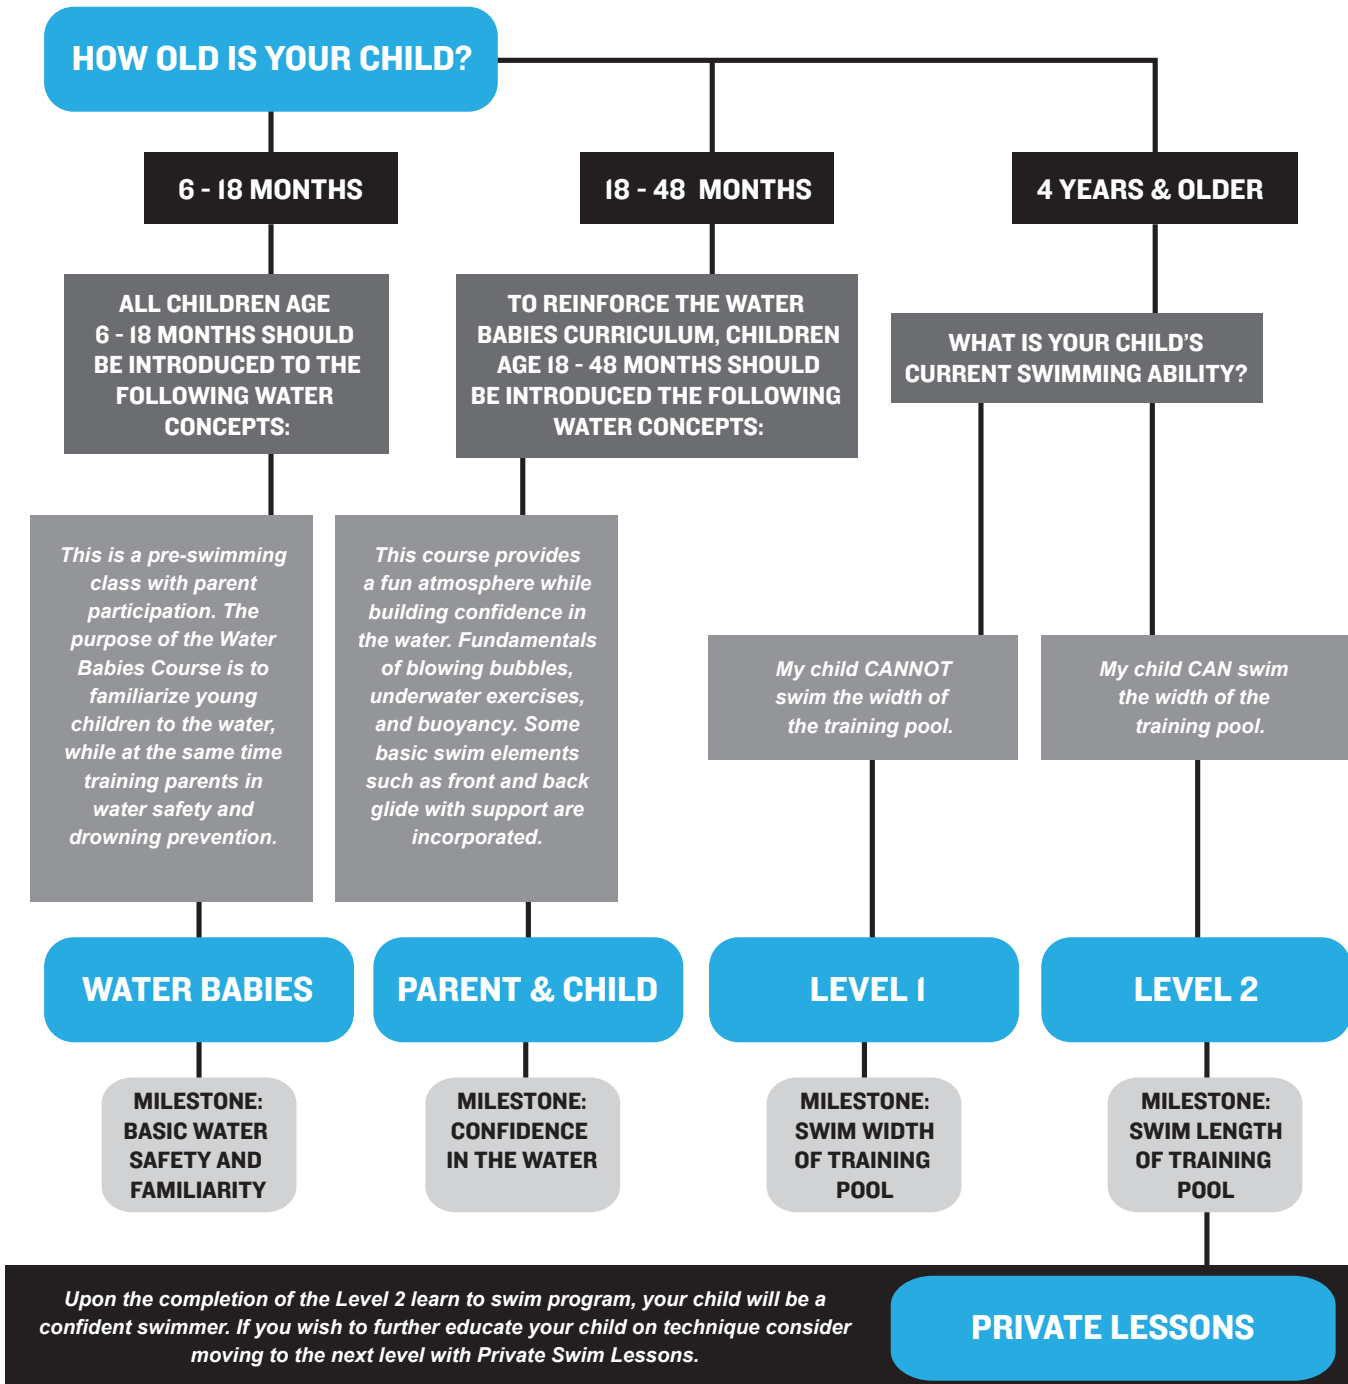 HOW OLD IS YOUR CHILD?
6 - 18 MONTHS
18 - 48 MONTHS
4 YEARS & OLDER
ALL CHILDREN AGE
6 - 18 MONTHS SHOULD
BE INTRODUCED TO THE
FOLLOWING WATER
CONCEPTS:
TO REINFORCE THE WATER
BABIES CURRICULUM, CHILDREN
AGE 18 - 48 MONTHS SHOULD
BE INTRODUCED THE FOLLOWING
WATER CONCEPTS:
WHAT IS YOUR CHILD'S
CURRENT SWIMMING ABILITY?
This is a pre-swimming
class with parent
participation. The
purpose of the Water
Babies Course is to
familiarize young
children to the water,
while at the same time
training parents in
water safety and
drowning prevention.
This course provides
a fun atmosphere while
building confidence in
the water. Fundamentals
of blowing bubbles,
underwater exercises,
and buoyancy. Some
basic swim elements
such as front and back
glide with support are
incorporated.
My child CANNOT
swim the width of
the training pool.
My child CAN swim
the width of the
training pool.
WATER BABIES
PARENT & CHILD
LEVEL 1
LEVEL 2
MILESTONE:
BASIC WATER
SAFETY AND
FAMILIARITY
MILESTONE:
CONFIDENCE
IN THE WATER
MILESTONE:
SWIM WIDTH
OF TRAINING
POOL
MILESTONE:
SWIM LENGTH
OF TRAINING
POOL
Upon the completion of the Level 2 learn to swim program, your child will be a
confident swimmer. If you wish to further educate your child on technique consider
moving to the next level with Private Swim Lessons.
PRIVATE LESSONS